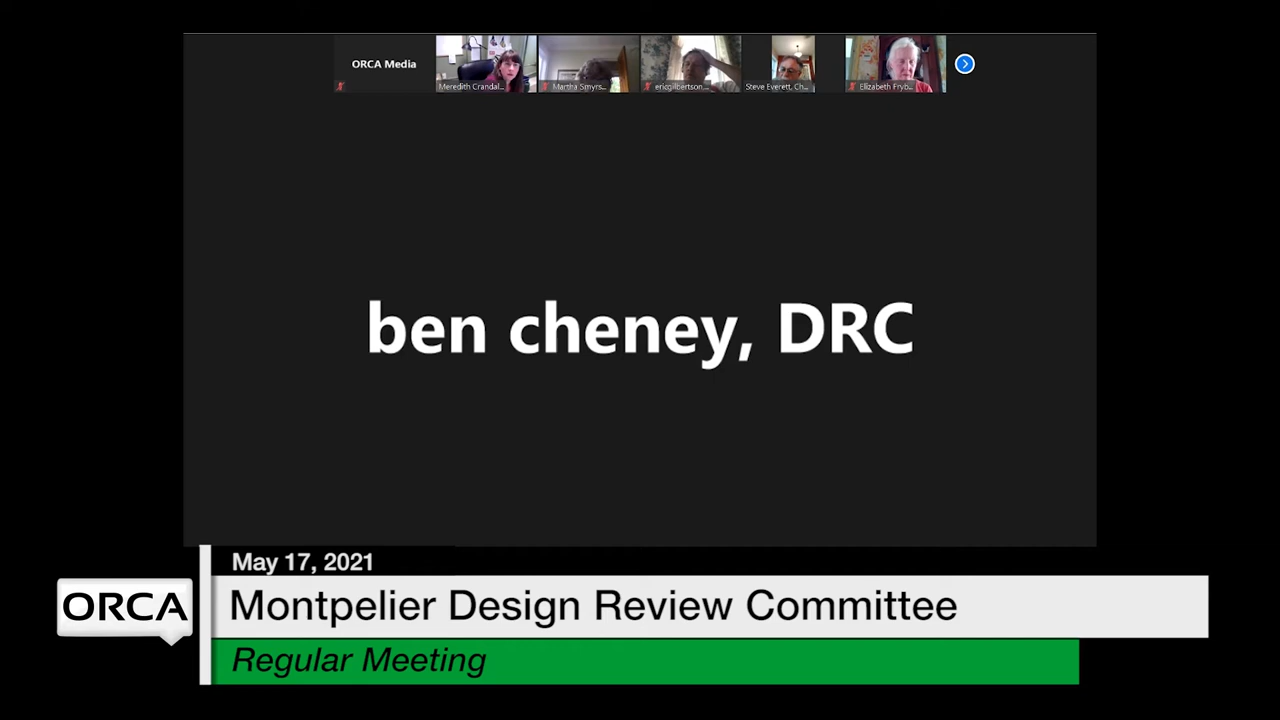 ORCA Media
Meredith Crandal...
Martha Smyrs...
ericgilbertson,...
Steve Everett, Ch...
Elizabeth Fryb...
ben cheney, DRC
May 17, 2021
ORCA
Montpelier Design Review Committee
Regular Meeting